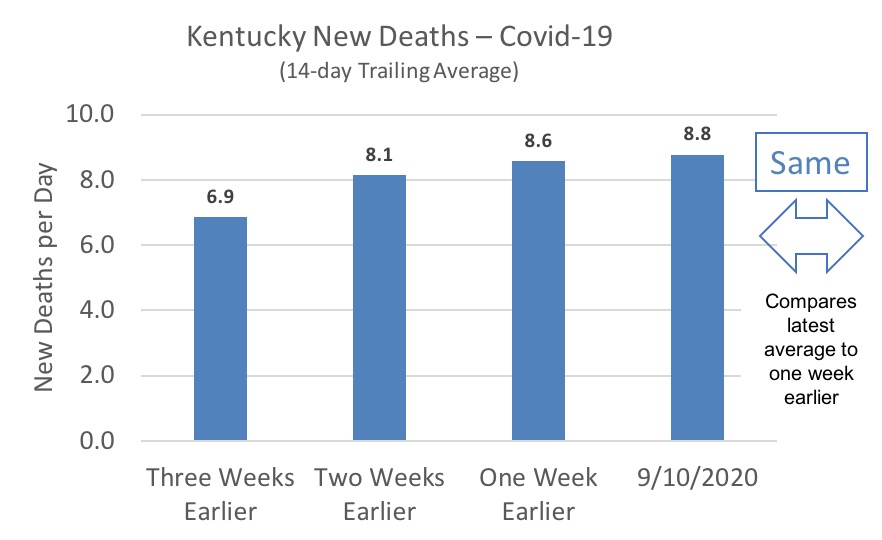 Kentucky New Deaths – Covid-19
(14-day Trailing Average)
New Deaths per Day
10.0
8.0
6.0
4.0
2.0
0.0
6.9
8.1
8.6
8.8
Three Weeks
Earlier
Two Weeks
Earlier
One Week
Earlier
9/10/2020
Same
Compares
latest
average to
one week
earlier